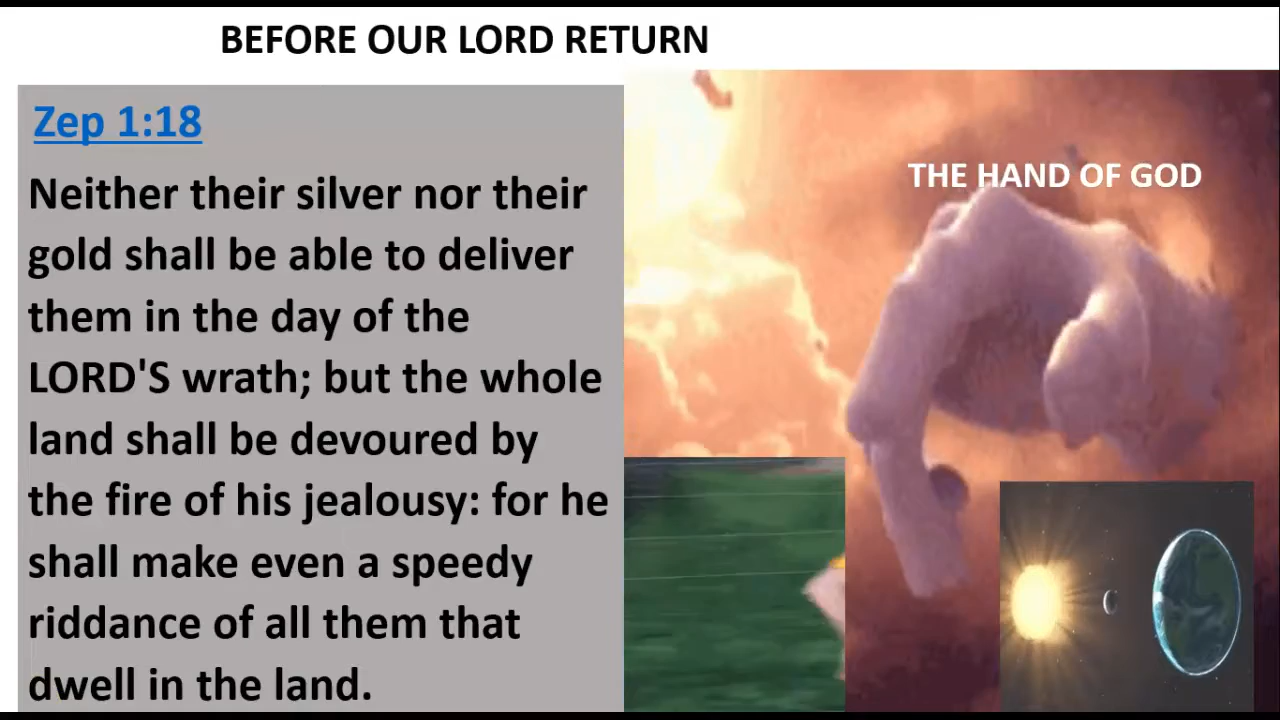 BEFORE OUR LORD RETURN
Zep 1:18
Neither their silver nor their
gold shall be able to deliver
them in the day of the
LORD'S wrath; but the whole
land shall be devoured by
the fire of his jealousy: for he
shall make even a speedy
riddance of all them that
dwell in the land.
THE HAND OF GOD